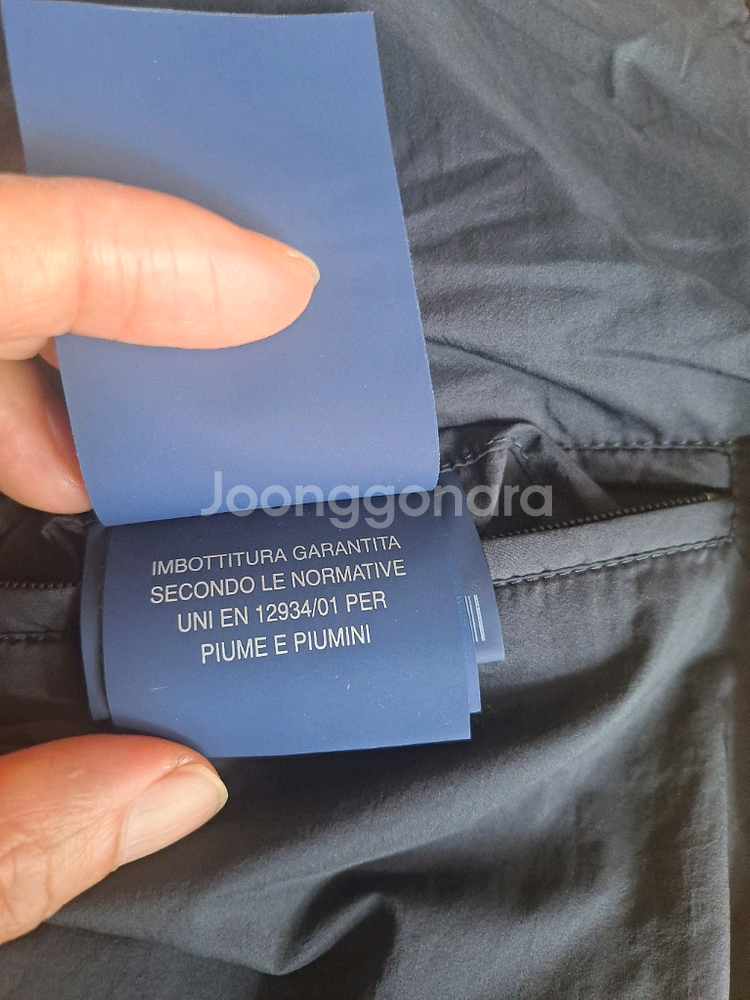 Joonggonara
IMBOTTITURA GARANTITA
SECONDO LE NORMATIVE
UNI EN 12934/01 PER
PIUME E PIUMINI